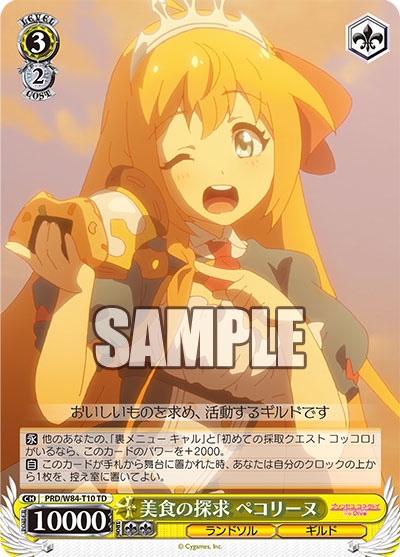 LEVEL
3
2
COST
SAMPLE
おいしいものを求め、活動するギルドです
永 他のあなたの、「裏メニュー キャル」と「初めての採取クエスト コッコロ」がいるなら、このカードのパワーを+2000。
自 このカードが手札から舞台に置かれた時、あなたは自分のクロックの上から1枚を、控え室に置いてよい。
CH PRD/W84-T10 TD
10000
美食の探求 ペコリーヌ
ランドソル ギルド
© Cygames, Inc.